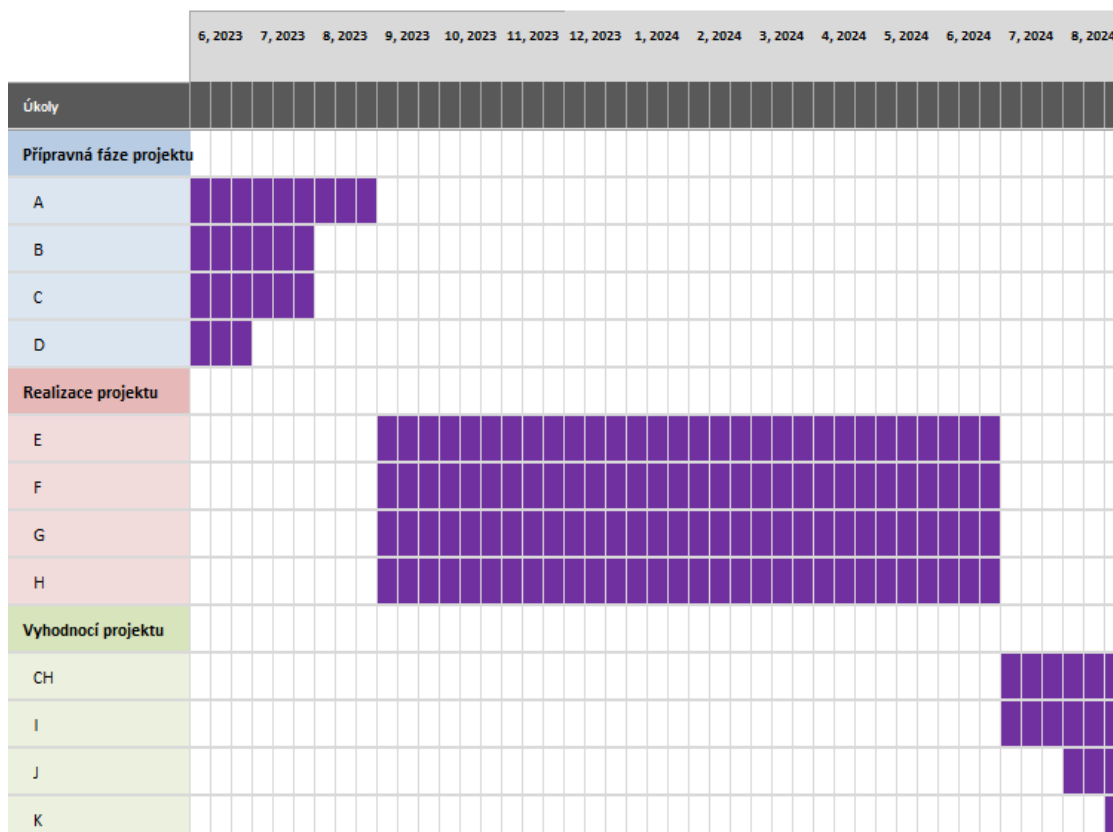 6, 2023 7, 2023 8, 2023 9, 2023 10, 2023 11, 2023 12, 2023 1, 2024 2, 2024 3, 2024 4, 2024 5, 2024 6, 2024 7, 2024 8, 2024
Úkoly
Přípravná fáze projektu
A
B
C
D
Realizace projektu
E
F
G
H
Vyhodnocí projektu
CH
I
J
K